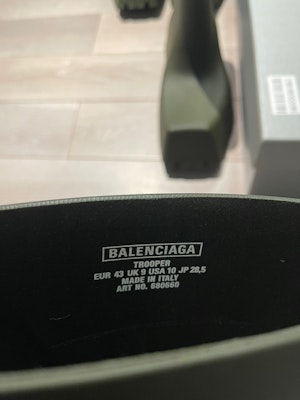 BALENCIAGA
TROOPER
EUR 43 UK 9 USA 10 JP 28,5
MADE IN ITALY
ART NO. 680660